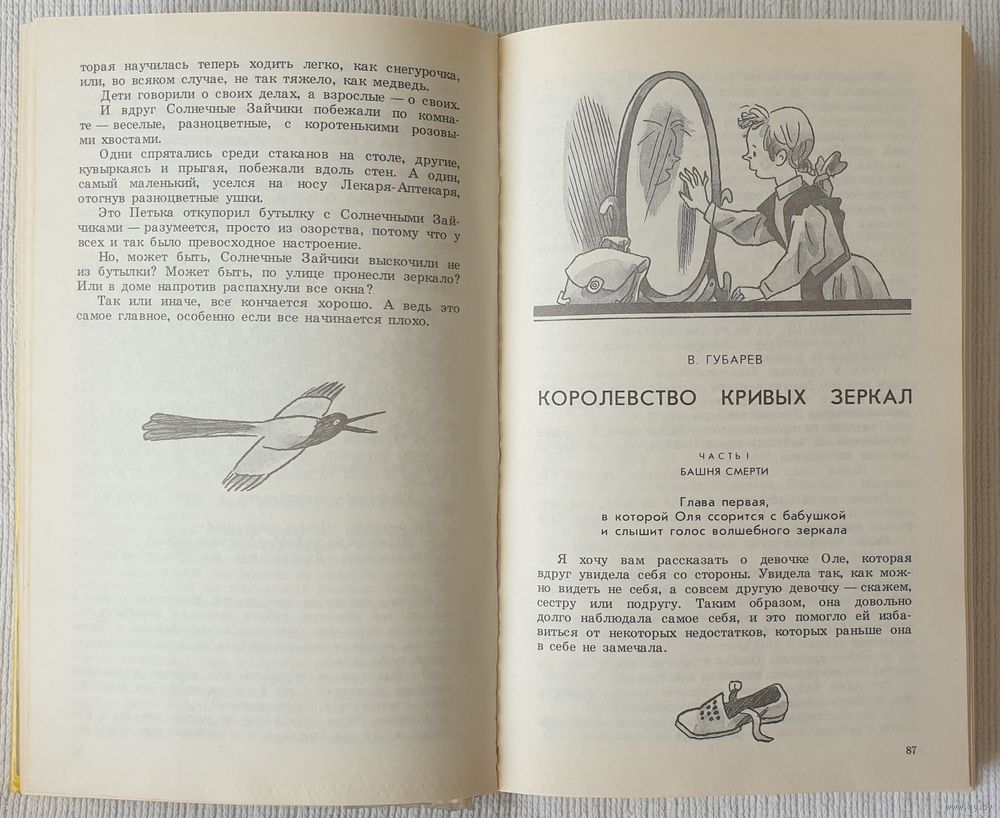 торая научилась теперь ходить легко, как снегурочка,
или, во всяком случае, не так тяжело, как медведь.
Дети говорили о своих делах, а взрослые — о своих.
И вдруг Солнечные Зайчики побежали по комна-
те — веселые, разноцветные, с коротенькими розовы-
ми хвостами.
Одни спрятались среди стаканов на столе, другие,
кувыркаясь и прыгая, побежали вдоль стен. А один,
самый маленький, уселся на носу Лекаря-Аптекаря,
отогнув разноцветные ушки.
Это Петька откупорил бутылку с Солнечными Зай-
чиками — разумеется, просто из озорства, потому что у
всех и так было превосходное настроение.
Но, может быть, Солнечные Зайчики выскочили не
из бутылки? Может быть, по улице пронесли зеркало?
Или в доме напротив распахнули все окна?
Так или иначе, все кончается хорошо. А ведь это
самое главное, особенно если все начинается плохо.
В. ГУБАРЕВ
КОРОЛЕВСТВО КРИВЫХ ЗЕРКАЛ
ЧАСТЬ I
БАШНЯ СМЕРТИ
Глава первая,
в которой Оля ссорится с бабушкой
и слышит голос волшебного зеркала
Я хочу вам рассказать о девочке Оле, которая
вдруг увидела себя со стороны. Увидела так, как мож-
но видеть не себя, а совсем другую девочку — скажем,
сестру или подругу. Таким образом, она довольно
долго наблюдала самое себя, и это помогло ей изба-
виться от некоторых недостатков, которых раньше она
в себе не замечала.
87